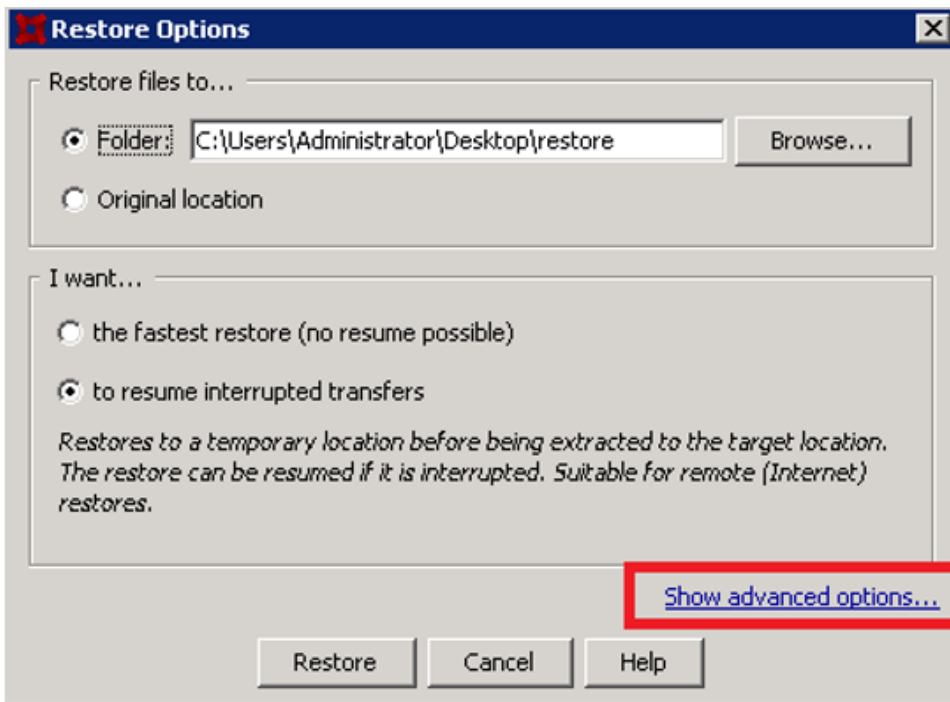 Restore Options
Restore files to...
Folder: C:\Users\Administrator\Desktop\restore Browse...
Original location
I want...
the fastest restore (no resume possible)
to resume interrupted transfers
Restores to a temporary location before being extracted to the target location.
The restore can be resumed if it is interrupted. Suitable for remote (Internet)
restores.
Show advanced options...
Restore Cancel Help